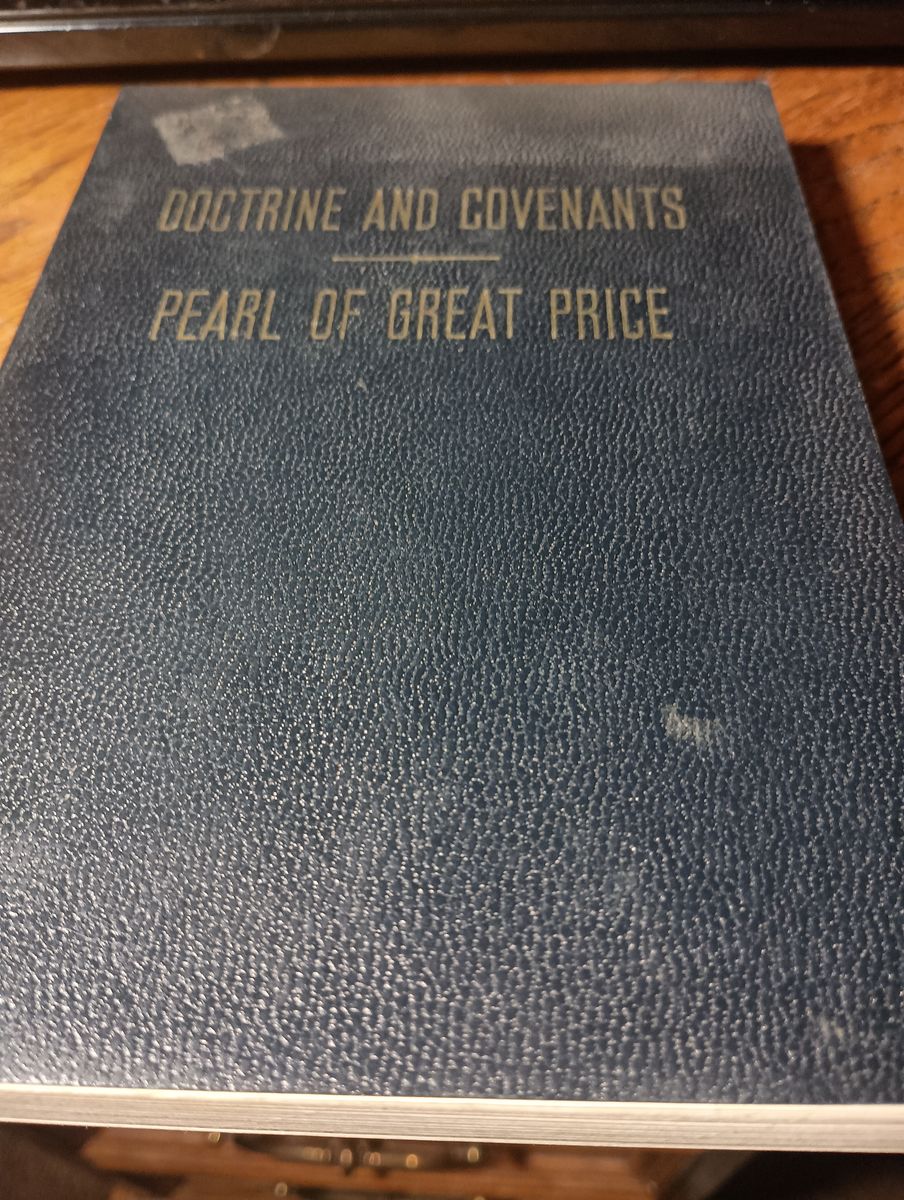 DOCTRINE AND COVENANTS
PEARL OF GREAT PRICE